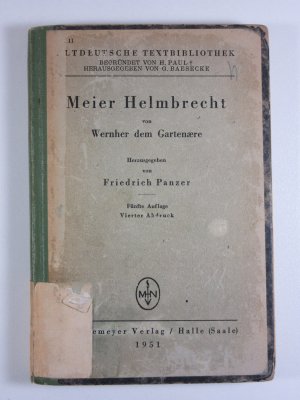 11
LTDEUTSCHE TEXTBIBLIOTHEK
BEGRÜNDET VON H. PAUL †
HERAUSGEGEBEN VON G. BAESECKE
Meier Helmbrecht
von
Wernher dem Gartenære
Herausgegeben
von
Friedrich Panzer
Fünfte Auflage
Vierter Abdruck
MN
emeyer Verlag / Halle (Saale)
1951